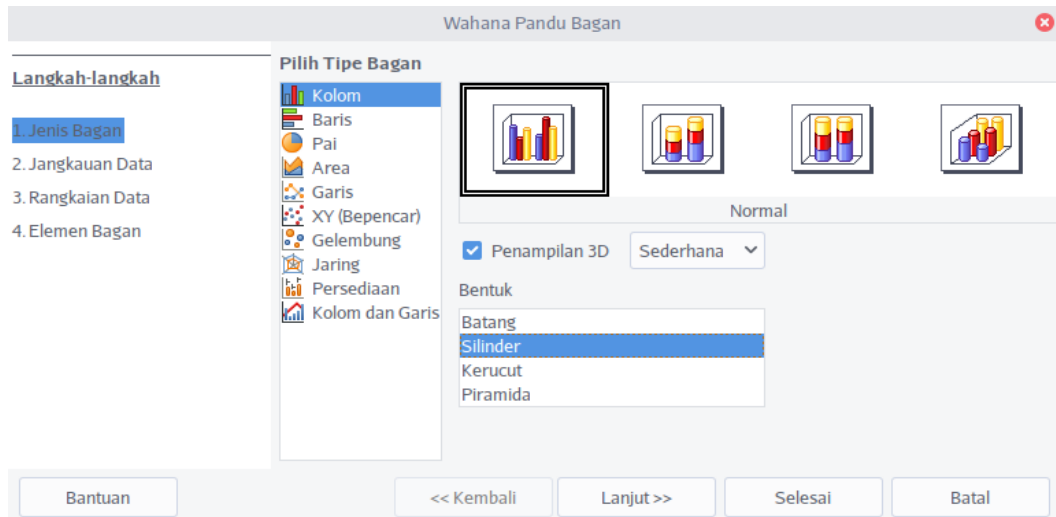 Wahana Pandu Bagan
Langkah-langkah
1. Jenis Bagan
2. Jangkauan Data
3. Rangkaian Data
4. Elemen Bagan
Pilih Tipe Bagan
Kolom
Baris
Pai
Area
Garis
XY (Bepencar)
Gelembung
Jaring
Persediaan
Kolom dan Garis
Normal
Penampilan 3D
Sederhana
Bentuk
Batang
Silinder
Kerucut
Piramida
Bantuan
<< Kembali
Lanjut >>
Selesai
Batal